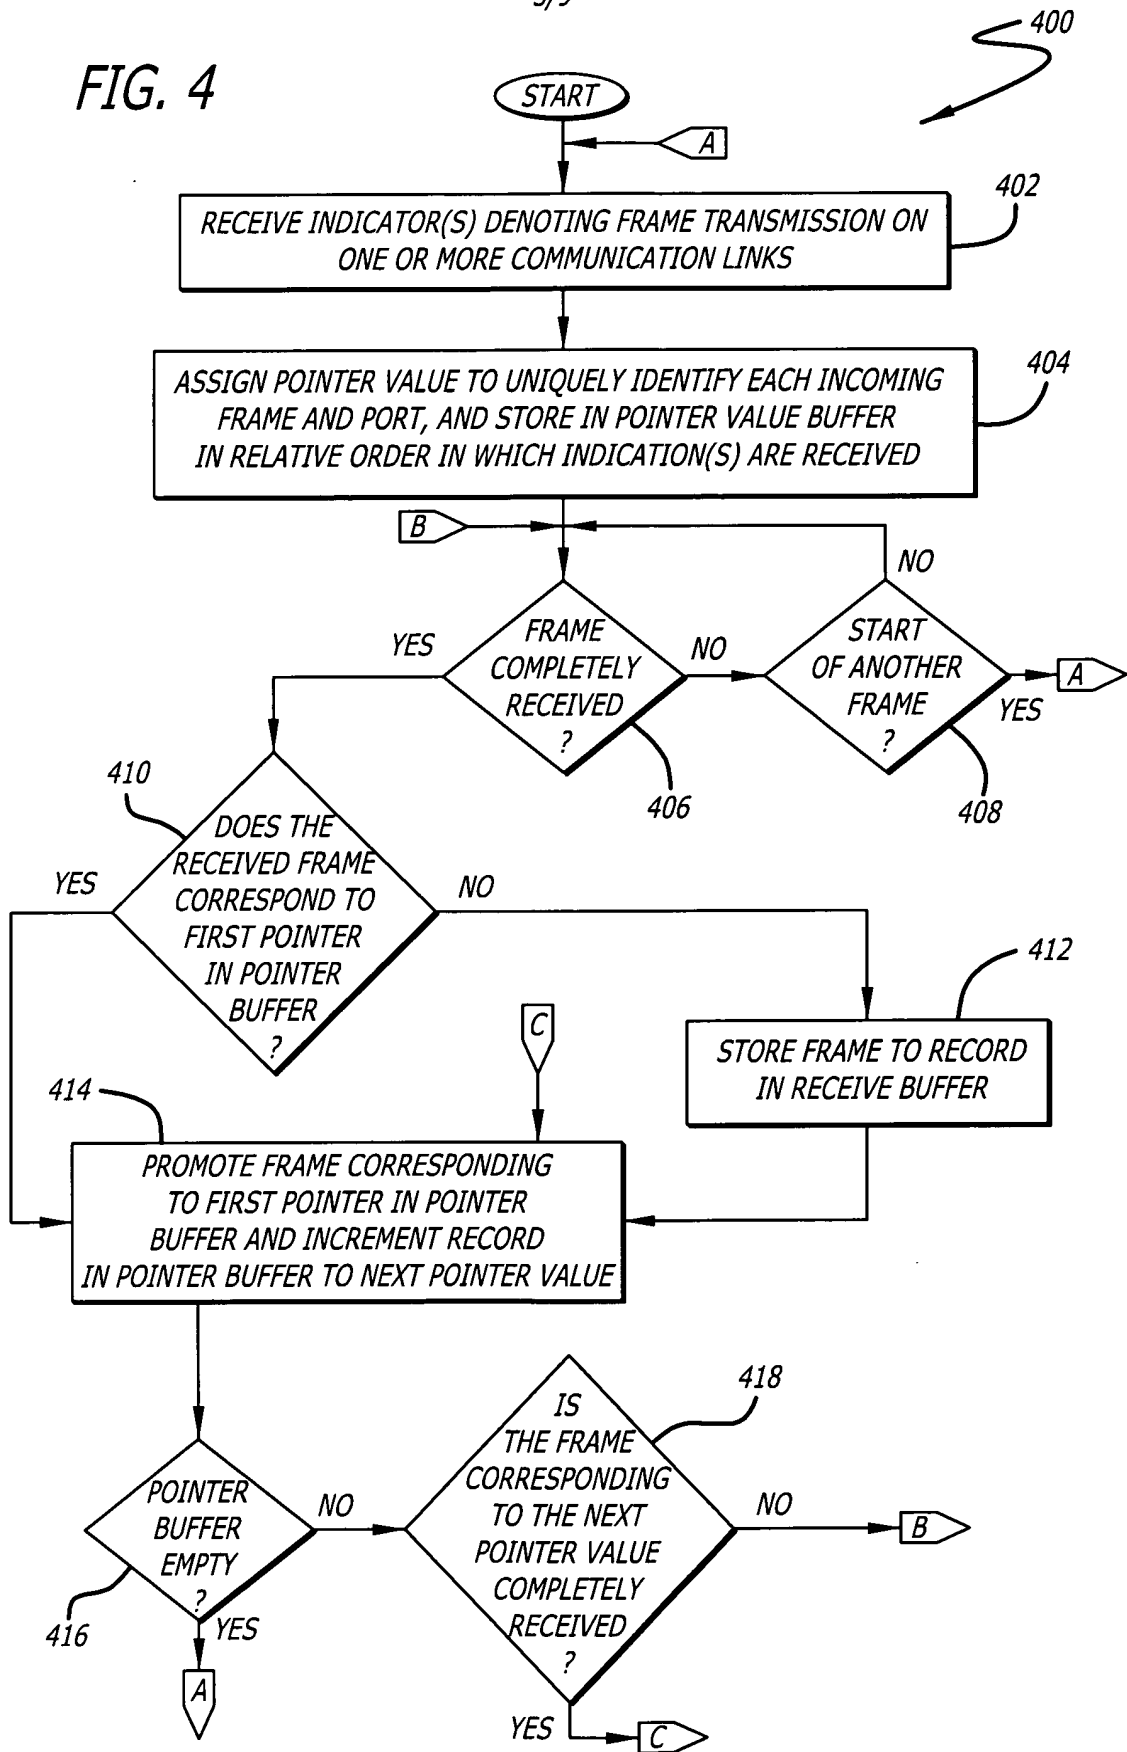 400
FIG. 4
START
A
402
RECEIVE INDICATOR(S) DENOTING FRAME TRANSMISSION ON
ONE OR MORE COMMUNICATION LINKS
404
ASSIGN POINTER VALUE TO UNIQUELY IDENTIFY EACH INCOMING
FRAME AND PORT, AND STORE IN POINTER VALUE BUFFER
IN RELATIVE ORDER IN WHICH INDICATION(S) ARE RECEIVED
B
NO
YES
FRAME
COMPLETELY
RECEIVED
?
NO
START
OF ANOTHER
FRAME
?
A
YES
406
408
410
DOES THE
RECEIVED FRAME
CORRESPOND TO
FIRST POINTER
IN POINTER
BUFFER
?
YES
NO
412
STORE FRAME TO RECORD
IN RECEIVE BUFFER
C
414
PROMOTE FRAME CORRESPONDING
TO FIRST POINTER IN POINTER
BUFFER AND INCREMENT RECORD
IN POINTER BUFFER TO NEXT POINTER VALUE
418
POINTER
BUFFER
EMPTY
?
NO
416
YES
A
IS
THE FRAME
CORRESPONDING
TO THE NEXT
POINTER VALUE
COMPLETELY
RECEIVED
?
NO
B
YES
C